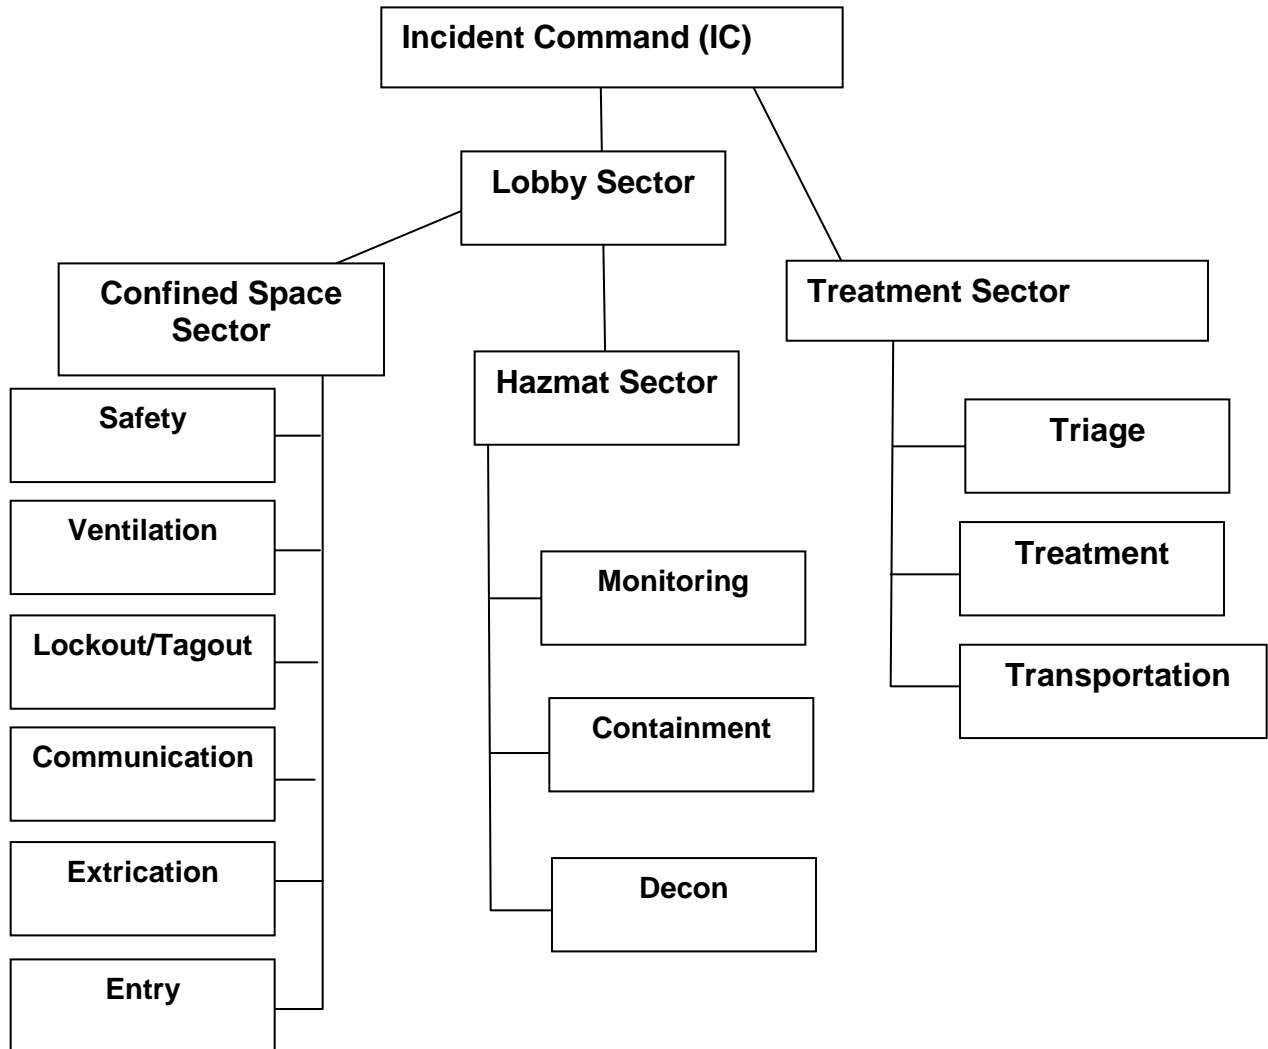 Incident Command (IC)
Lobby Sector
Confined Space
Sector
Treatment Sector
Hazmat Sector
Safety
Ventilation
Lockout/Tagout
Communication
Extrication
Entry
Monitoring
Containment
Decon
Triage
Treatment
Transportation